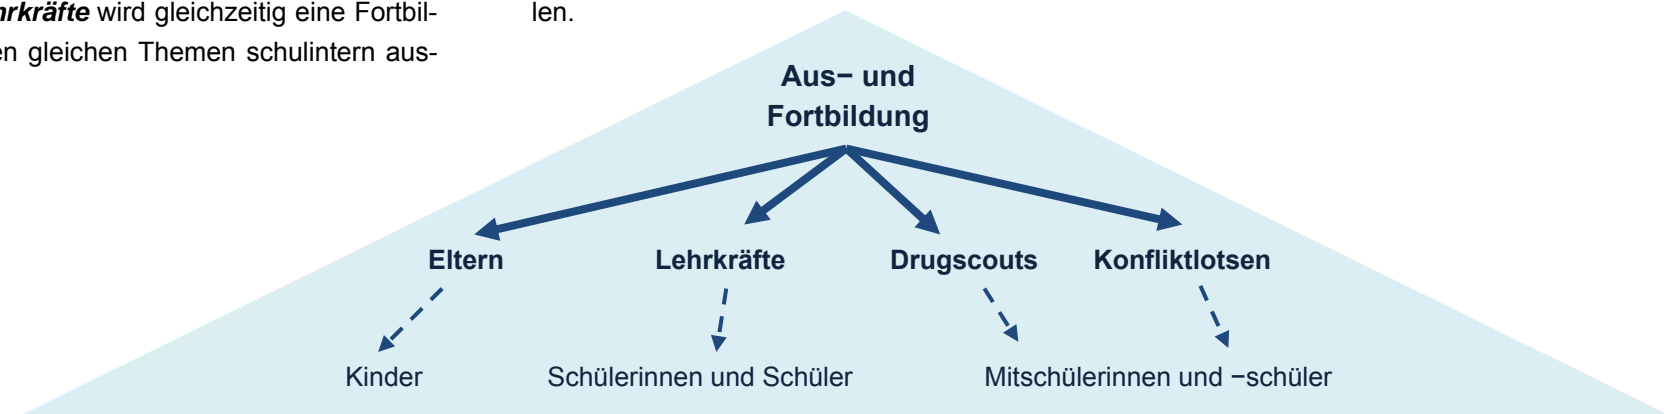 hrkräfte wird gleichzeitig eine Fortbil-
en gleichen Themen schulintern aus-
len.
Aus− und
Fortbildung
Eltern
Lehrkräfte
Drugscouts
Konfliktlotsen
Kinder
Schülerinnen und Schüler
Mitschülerinnen und −schüler